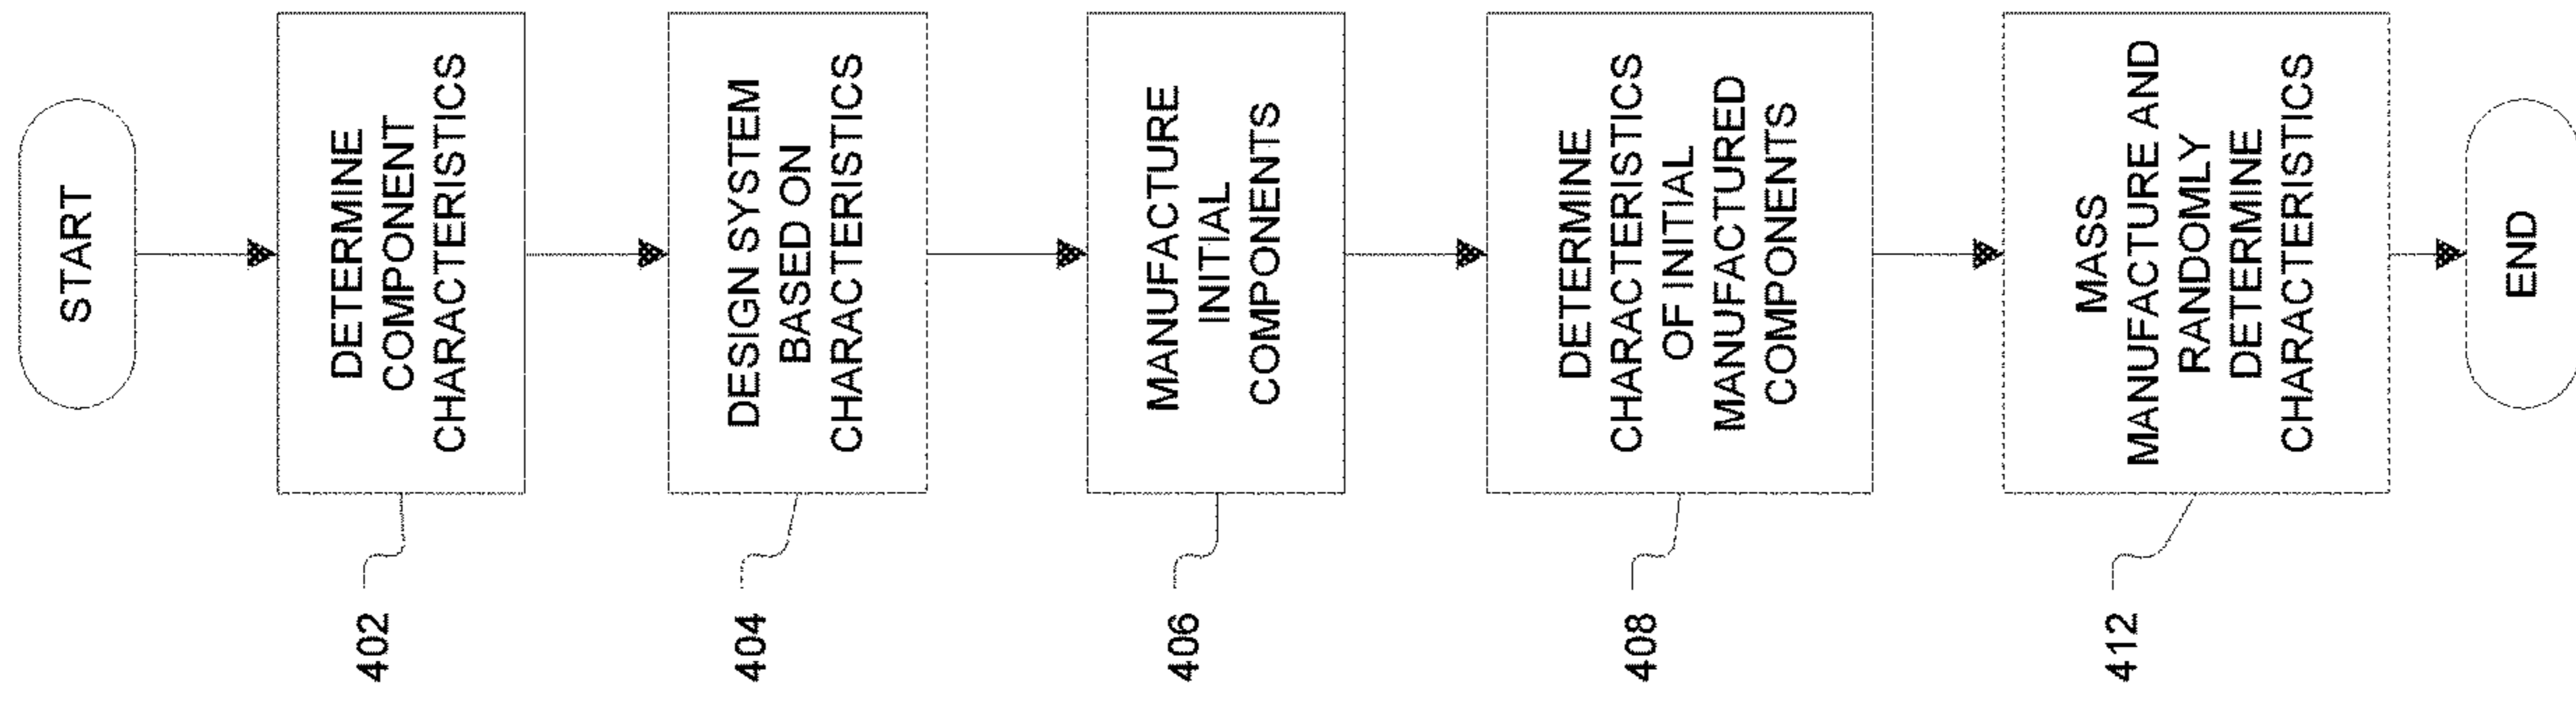 START
402
DETERMINE
COMPONENT
CHARACTERISTICS
404
DESIGN SYSTEM
BASED ON
CHARACTERISTICS
406
MANUFACTURE
INITIAL
COMPONENTS
408
DETERMINE
CHARACTERISTICS
OF INITIAL
MANUFACTURED
COMPONENTS
412
MASS
MANUFACTURE AND
RANDOMLY
DETERMINE
CHARACTERISTICS
END